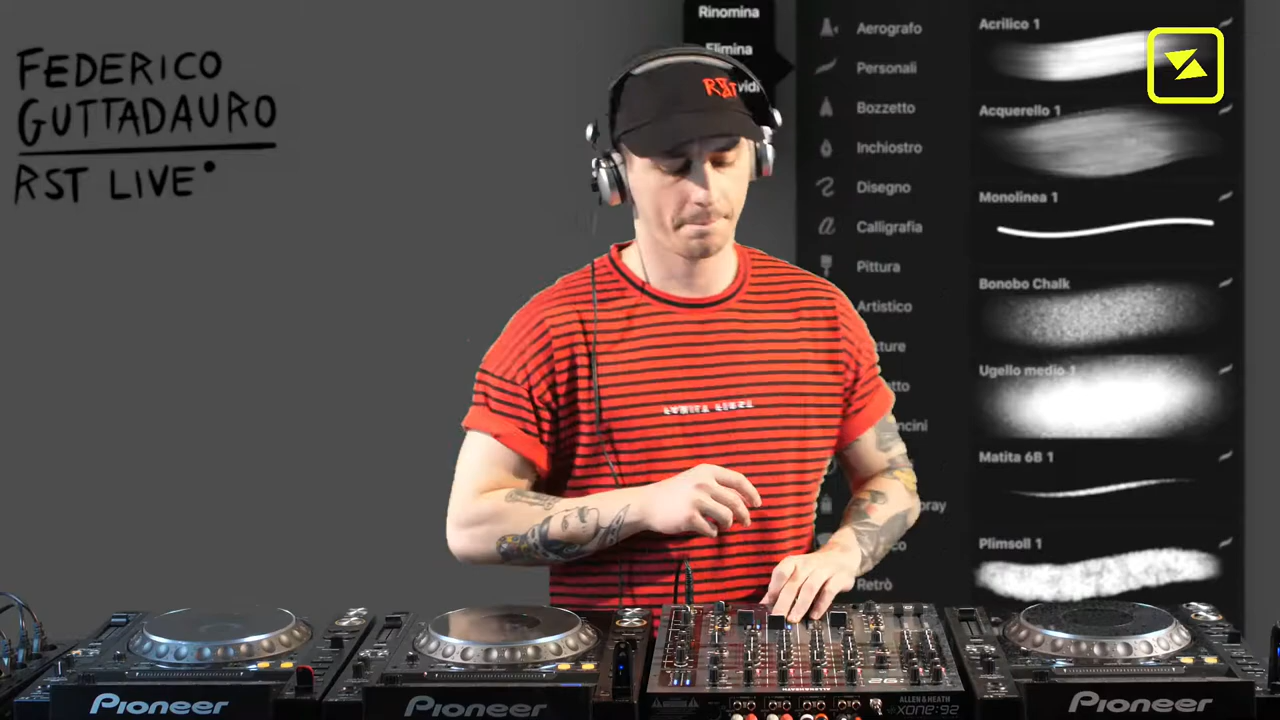 FEDERICO
GUTTADAURO
RST LIVE
Rinomina
Elimina
vidi
Aerografo
Personali
Bozzetto
Inchiostro
Disegno
Calligrafia
Pittura
Artistico
Retrò
Acrilico 1
Acquerello 1
Monolinea 1
Bonobo Chalk
Ugello medio 1
Matita 6B 1
Plimsoll 1
Pioneer
Pioneer
ALLEN&HEATH
XONE:92
Pioneer